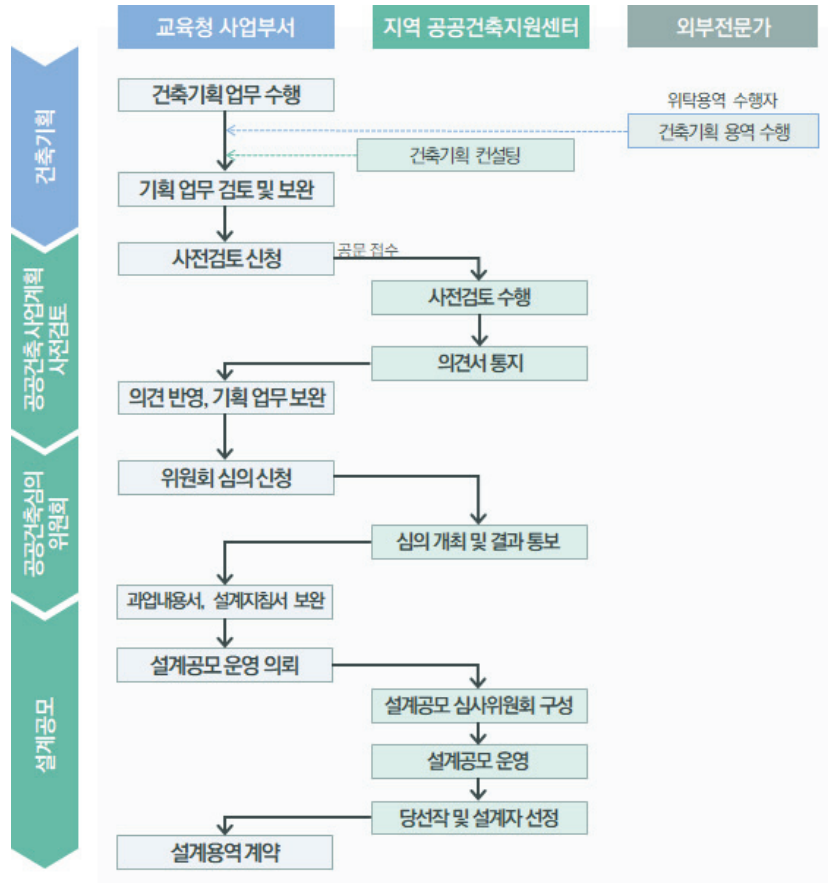 교육청 사업부서
지역 공공건축지원센터
외부전문가
건축기획
건축기획 업무 수행
위탁용역 수행자
건축기획 용역 수행
건축기획 컨설팅
기획 업무 검토 및 보완
공공건축 사업계획
사전검토
사전검토 신청
공문 접수
사전검토 수행
의견서 통지
의견 반영, 기획 업무 보완
공공건축심의
위원회
위원회 심의 신청
심의 개최 및 결과 통보
과업내용서, 설계지침서 보완
설계공모
설계공모 운영 의뢰
설계공모 심사위원회 구성
설계공모 운영
당선작 및 설계자 선정
설계용역 계약